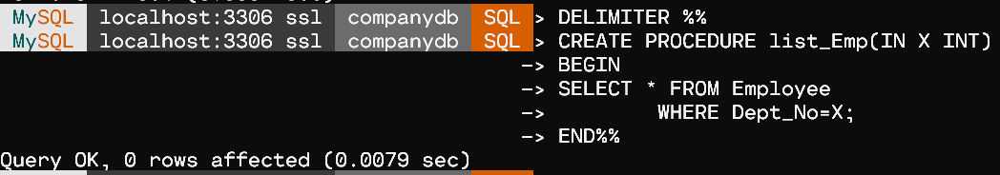 MySQL localhost:3306 ssl companydb SQL > DELIMITER %%
MySQL localhost:3306 ssl companydb SQL > CREATE PROCEDURE list_Emp(IN X INT)
-> BEGIN
-> SELECT * FROM Employee
-> WHERE Dept_No=X;
-> END%%
Query OK, 0 rows affected (0.0079 sec)